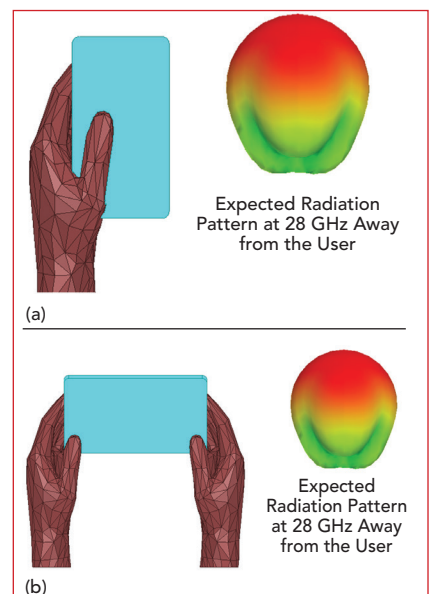 Expected Radiation
Pattern at 28 GHz Away
from the User
(a)
Expected
Radiation Pattern
at 28 GHz Away
from the User
(b)